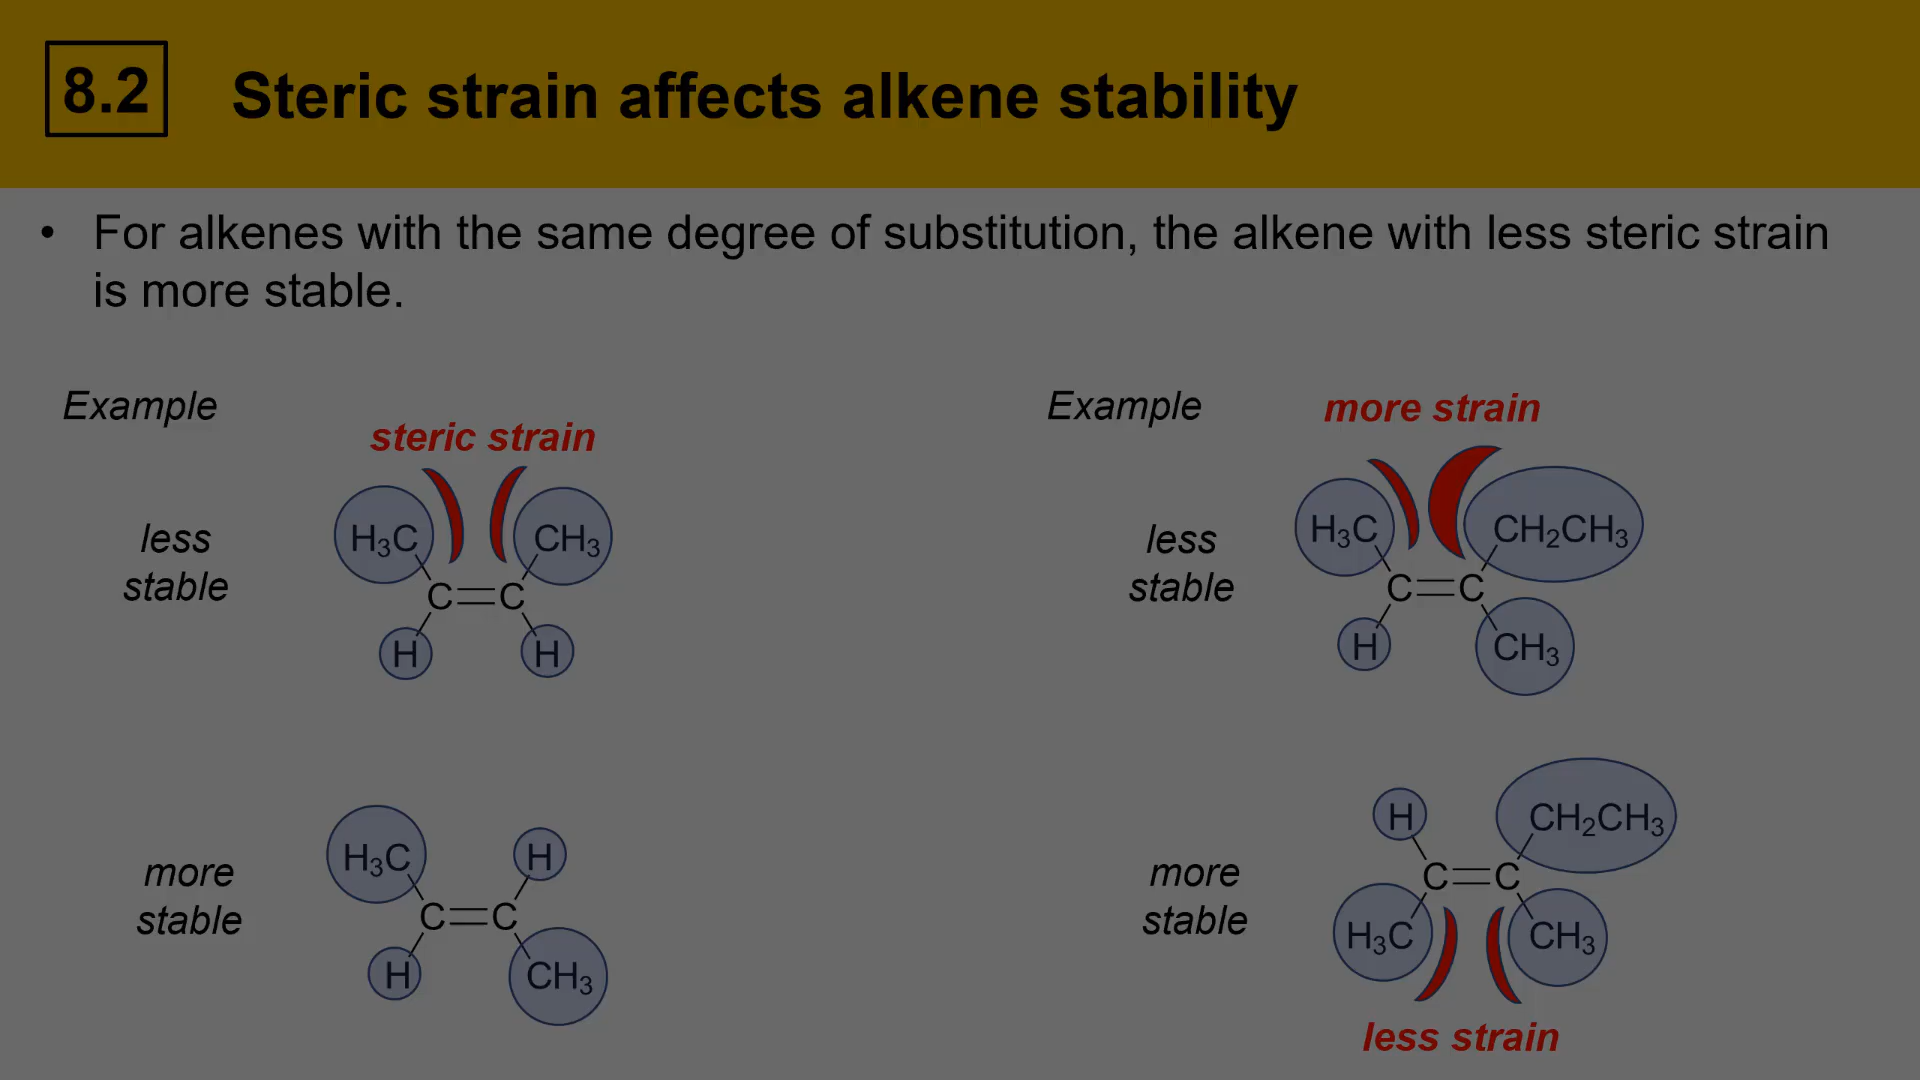 8.2 Steric strain affects alkene stability
• For alkenes with the same degree of substitution, the alkene with less steric strain
is more stable.
Example
steric strain
less
stable
H₃C CH₃
C=C
H H
more
stable
H₃C H
C=C
H CH₃
Example
more strain
less
stable
H₃C CH₂CH₃
C=C
H CH₃
more
stable
H CH₂CH₃
C=C
H₃C CH₃
less strain